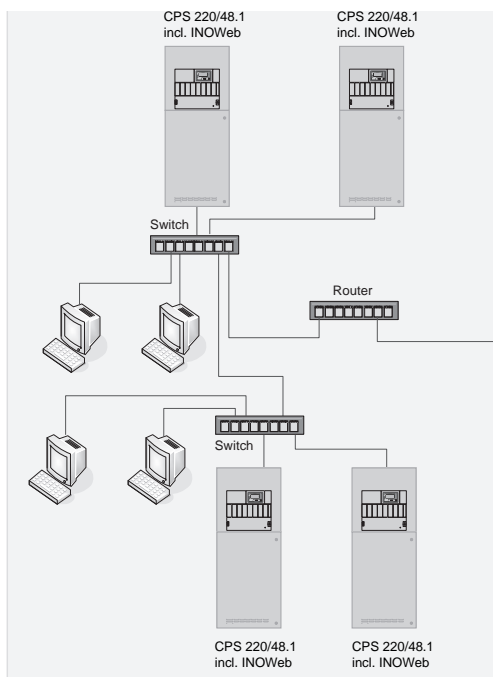 CPS 220/48.1
incl. INOWeb
CPS 220/48.1
incl. INOWeb
Switch
Router
Switch
CPS 220/48.1
incl. INOWeb
CPS 220/48.1
incl. INOWeb